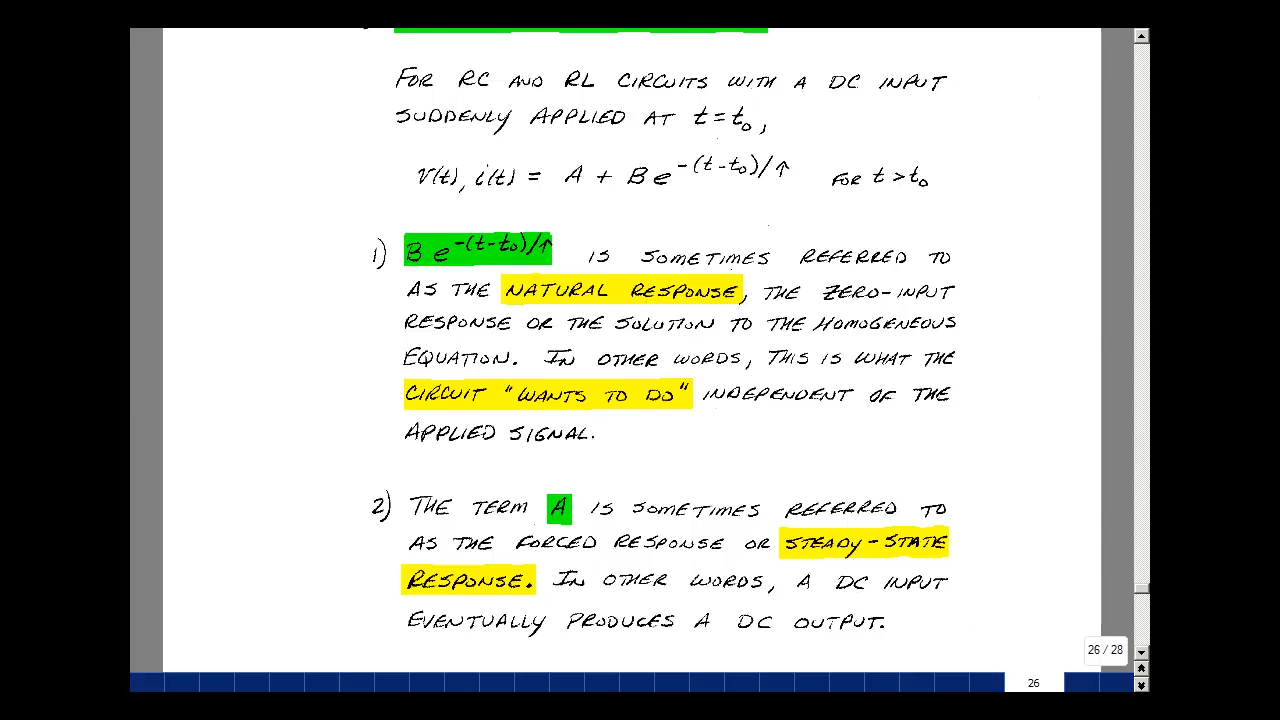 FOR RC AND RL CIRCUITS WITH A DC INPUT
SUDDENLY APPLIED AT t = t₀,
V(t), i(t) = A + B e^-(t-t₀)/↑ FOR t > t₀
1) B e^-(t-t₀)/↑ IS SOMETIMES REFERRED TO
AS THE NATURAL RESPONSE, THE ZERO-INPUT
RESPONSE OR THE SOLUTION TO THE HOMOGENEOUS
EQUATION. IN OTHER WORDS, THIS IS WHAT THE
CIRCUIT "WANTS TO DO" INDEPENDENT OF THE
APPLIED SIGNAL.
2) THE TERM A IS SOMETIMES REFERRED TO
AS THE FORCED RESPONSE OR STEADY-STATE
RESPONSE. IN OTHER WORDS, A DC INPUT
EVENTUALLY PRODUCES A DC OUTPUT.
26 / 28
26